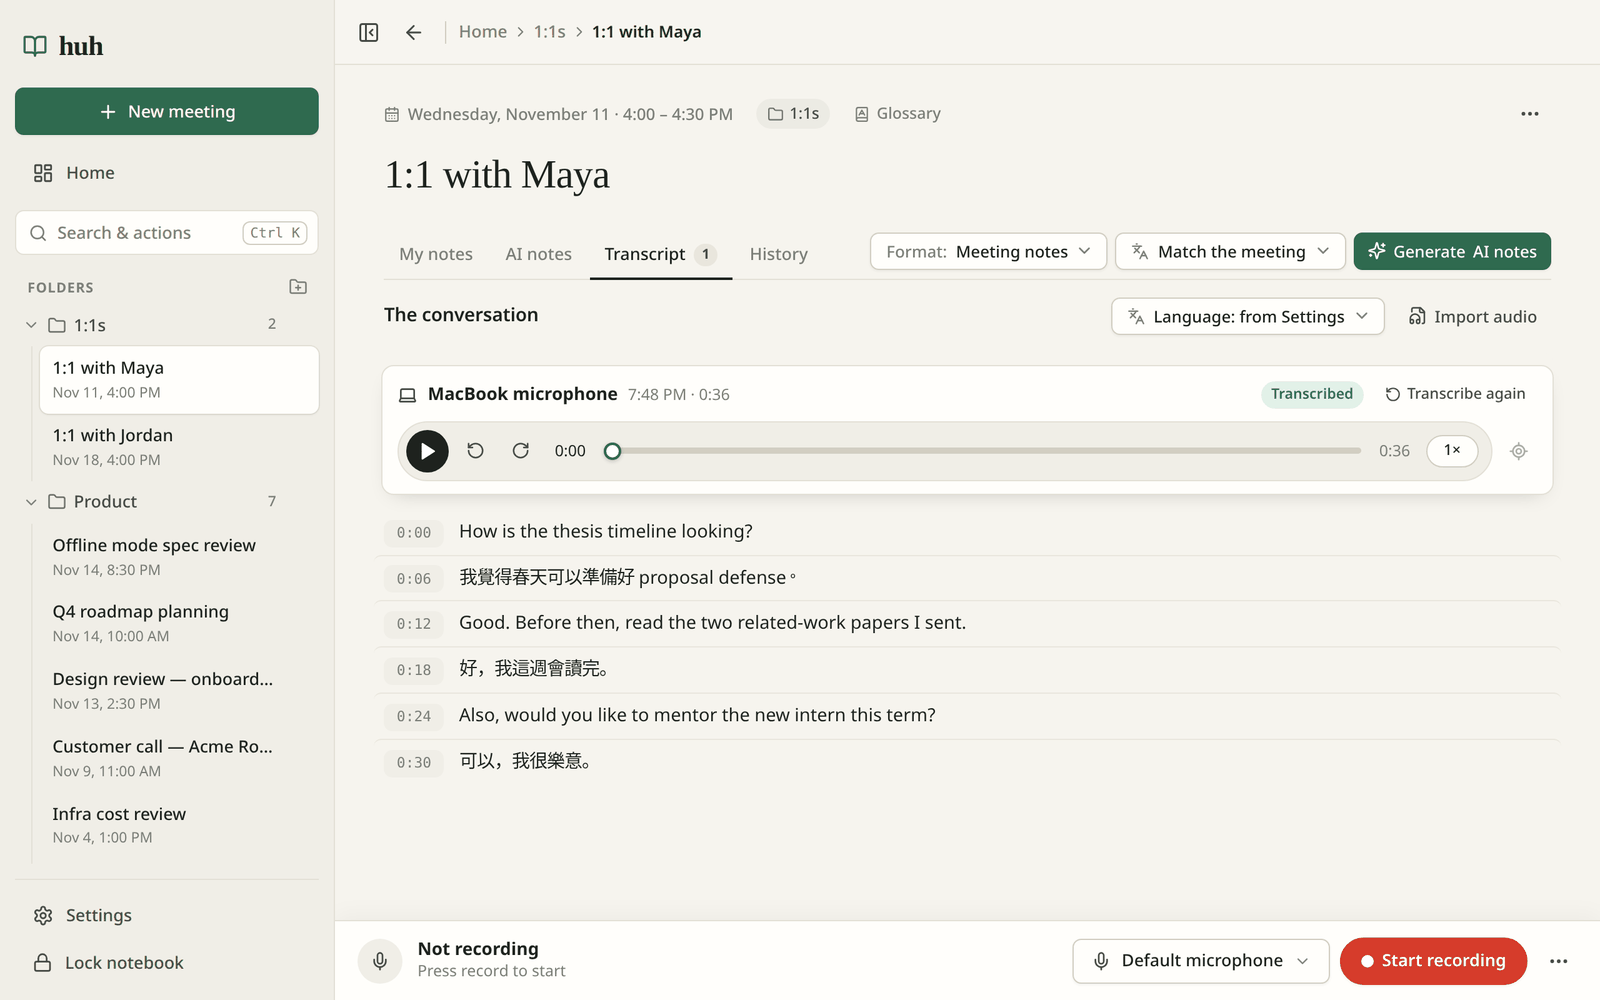 huh
New meeting
Home
Search & actions Ctrl K
FOLDERS
1:1s 2
1:1 with Maya
Nov 11, 4:00 PM
1:1 with Jordan
Nov 18, 4:00 PM
Product 7
Offline mode spec review
Nov 14, 8:30 PM
Q4 roadmap planning
Nov 14, 10:00 AM
Design review — onboard...
Nov 13, 2:30 PM
Customer call — Acme Ro...
Nov 9, 11:00 AM
Infra cost review
Nov 4, 1:00 PM
Settings
Lock notebook
Home > 1:1s > 1:1 with Maya
Wednesday, November 11 · 4:00 – 4:30 PM 1:1s Glossary
1:1 with Maya
My notes AI notes Transcript 1 History Format: Meeting notes Match the meeting Generate AI notes
The conversation Language: from Settings Import audio
MacBook microphone 7:48 PM · 0:36 Transcribed Transcribe again
0:00 0:36 1×
0:00 How is the thesis timeline looking?
0:06 我覺得春天可以準備好 proposal defense。
0:12 Good. Before then, read the two related-work papers I sent.
0:18 好，我這週會讀完。
0:24 Also, would you like to mentor the new intern this term?
0:30 可以，我很樂意。
Not recording
Press record to start
Default microphone Start recording